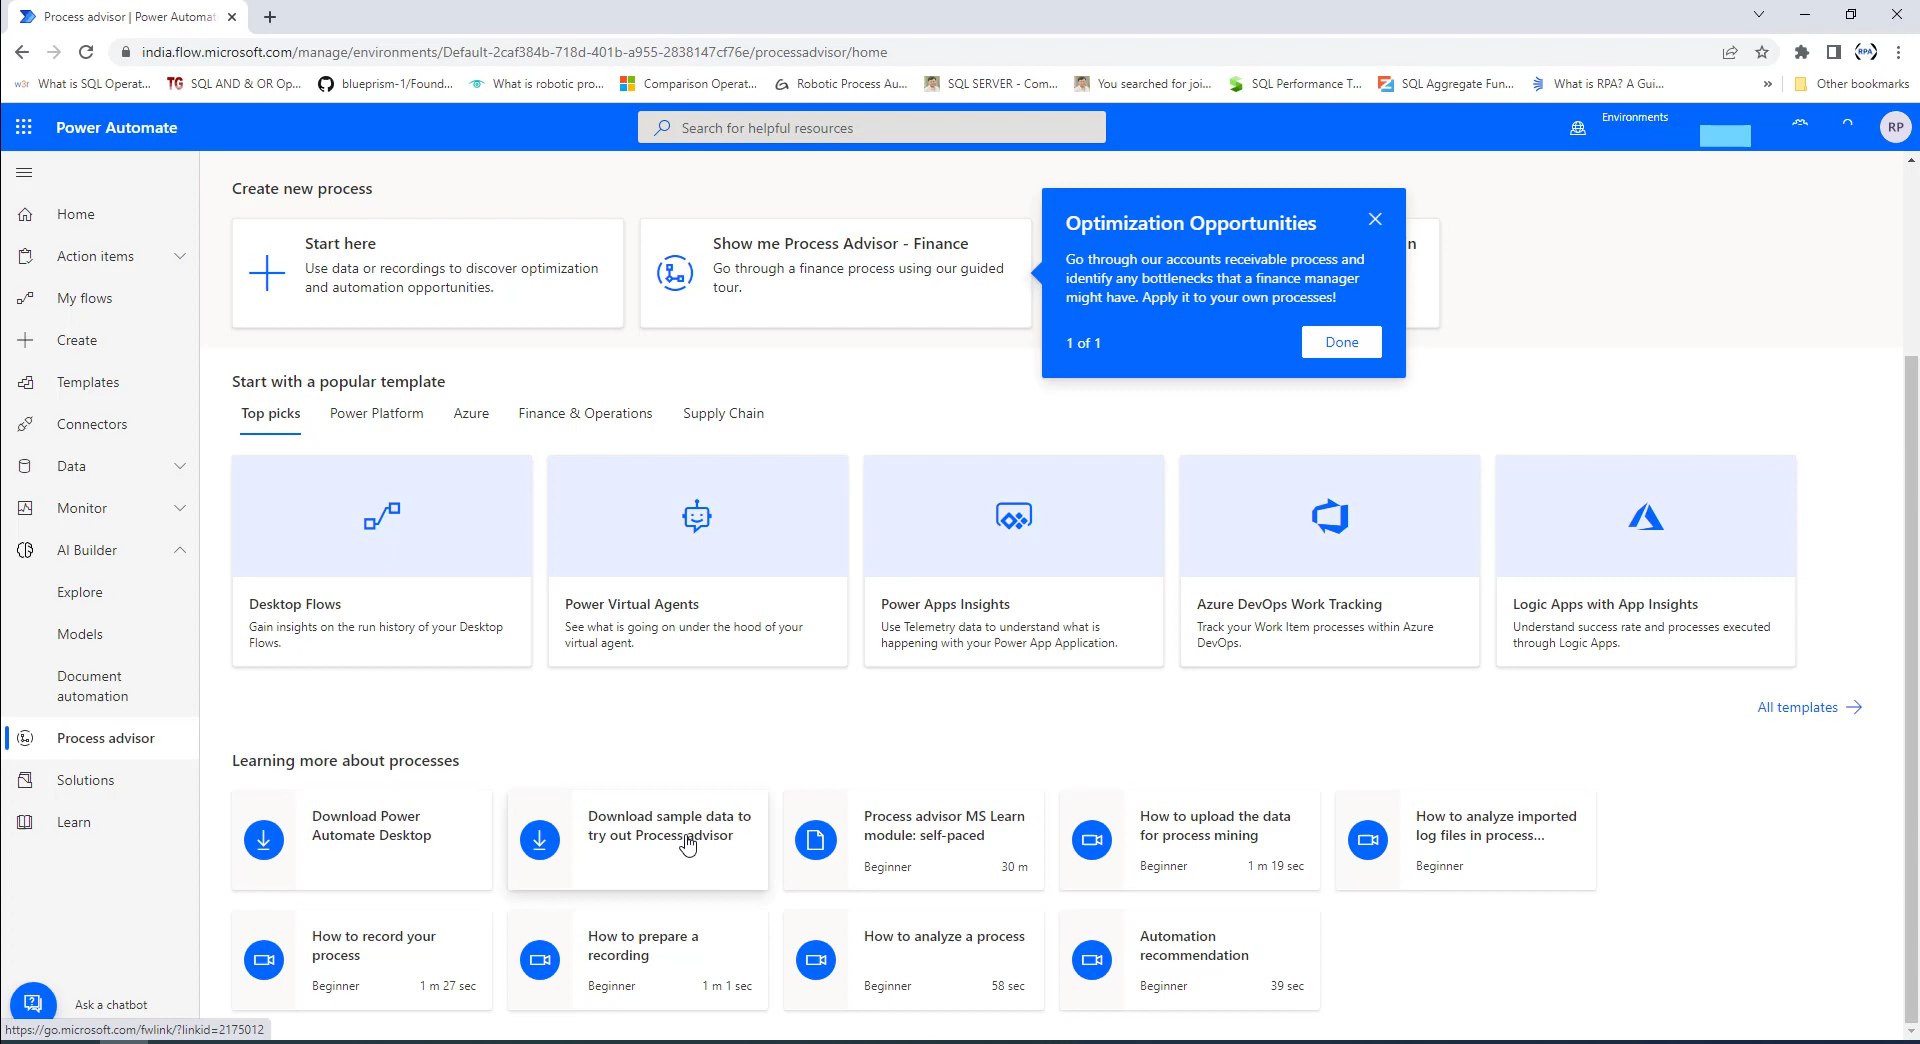 Process advisor | Power Automat
india.flow.microsoft.com/manage/environments/Default-2caf384b-718d-401b-a955-2838147cf76e/processadvisor/home
(RPA)
w3r What is SQL Operat...
TG SQL AND & OR Op...
blueprism-1/Found...
What is robotic pro...
Comparison Operat...
Robotic Process Au...
SQL SERVER - Com...
You searched for joi...
SQL Performance T...
SQL Aggregate Fun...
What is RPA? A Gui...
»
Other bookmarks
Power Automate
Search for helpful resources
Environments
RP
Home
Action items
My flows
Create
Templates
Connectors
Data
Monitor
AI Builder
Explore
Models
Document
automation
Process advisor
Solutions
Learn
Ask a chatbot
Create new process
Start here
Use data or recordings to discover optimization
and automation opportunities.
Show me Process Advisor - Finance
Go through a finance process using our guided
tour.
n
Optimization Opportunities
Go through our accounts receivable process and
identify any bottlenecks that a finance manager
might have. Apply it to your own processes!
1 of 1
Done
Start with a popular template
Top picks
Power Platform
Azure
Finance & Operations
Supply Chain
Desktop Flows
Gain insights on the run history of your Desktop
Flows.
Power Virtual Agents
See what is going on under the hood of your
virtual agent.
Power Apps Insights
Use Telemetry data to understand what is
happening with your Power App Application.
Azure DevOps Work Tracking
Track your Work Item processes within Azure
DevOps.
Logic Apps with App Insights
Understand success rate and processes executed
through Logic Apps.
All templates
Learning more about processes
Download Power
Automate Desktop
Download sample data to
try out Process advisor
Process advisor MS Learn
module: self-paced
Beginner 30 m
How to upload the data
for process mining
Beginner 1 m 19 sec
How to analyze imported
log files in process...
Beginner
How to record your
process
Beginner 1 m 27 sec
How to prepare a
recording
Beginner 1 m 1 sec
How to analyze a process
Beginner 58 sec
Automation
recommendation
Beginner 39 sec
https://go.microsoft.com/fwlink/?linkid=2175012